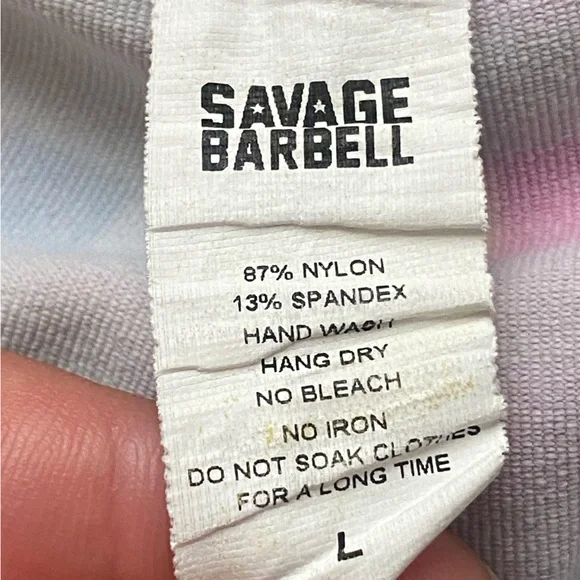 SAVAGE
BARBELL
87% NYLON
13% SPANDEX
HAND WASH
HANG DRY
NO BLEACH
NO IRON
DO NOT SOAK CLOTHES
FOR A LONG TIME
L